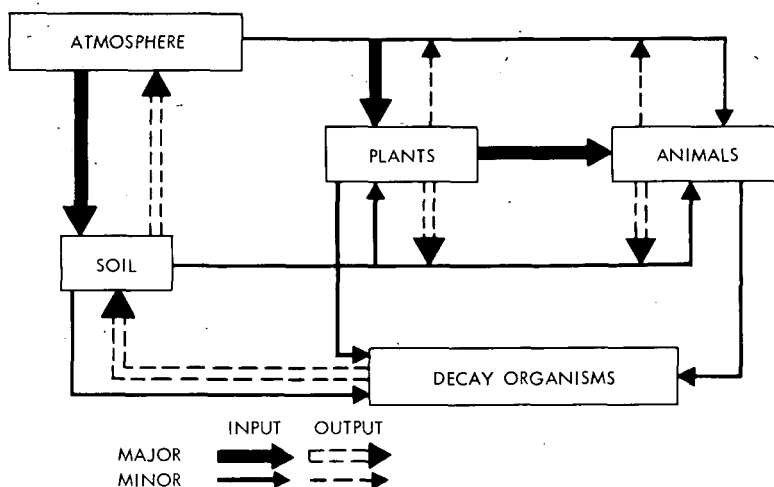 ATMOSPHERE
PLANTS
ANIMALS
SOIL
DECAY ORGANISMS
INPUT OUTPUT
MAJOR
MINOR